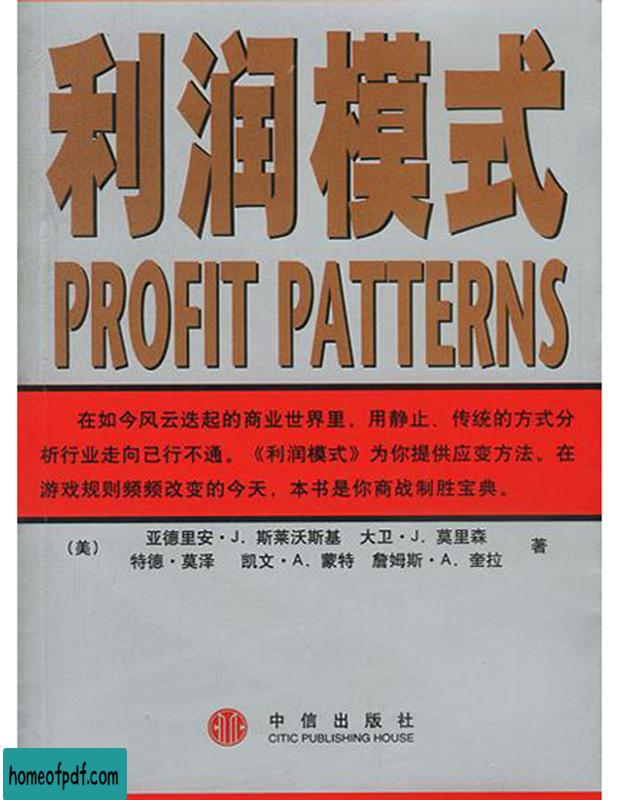 利润模式
PROFIT PATTERNS
在如今风云迭起的商业世界里，用静止、传统的方式分
析行业走向已行不通。《利润模式》为你提供应变方法。在
游戏规则频频改变的今天，本书是你商战制胜宝典。
（美） 亚德里安·J．斯莱沃斯基 大卫·J．莫里森
特德·莫泽 凯文·A．蒙特 詹姆斯·A．奎拉 著
中信出版社
CITIC PUBLISHING HOUSE
homeofpdf.com